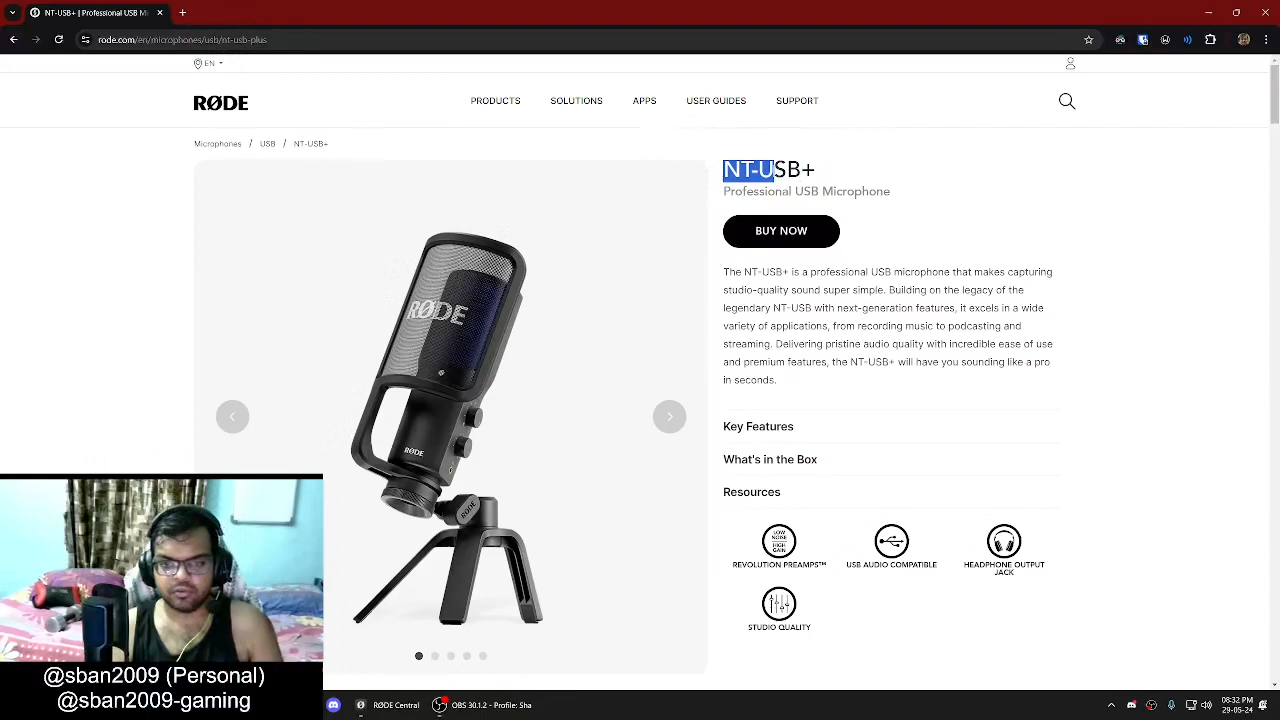 NT-USB+ | Professional USB Mi
rode.com/en/microphones/usb/nt-usb-plus
EN
RØDE
PRODUCTS
SOLUTIONS
APPS
USER GUIDES
SUPPORT
Microphones / USB / NT-USB+
NT-USB+
Professional USB Microphone
BUY NOW
The NT-USB+ is a professional USB microphone that makes capturing
studio-quality sound super simple. Building on the legacy of the
legendary NT-USB with next-generation features, it excels in a wide
variety of applications, from recording music to podcasting and
streaming. Delivering pristine audio quality with incredible ease of use
and premium features, the NT-USB+ will have you sounding like a pro
in seconds.
RØDE
RØDE
RØDE
Key Features
What's in the Box
Resources
LOW
NOISE
HIGH
GAIN
REVOLUTION PREAMPS™
USB AUDIO COMPATIBLE
HEADPHONE OUTPUT
JACK
STUDIO QUALITY
@sban2009 (Personal)
@sban2009-gaming
RØDE Central
OBS 30.1.2 - Profile: Sha
08:32 PM
29-05-24